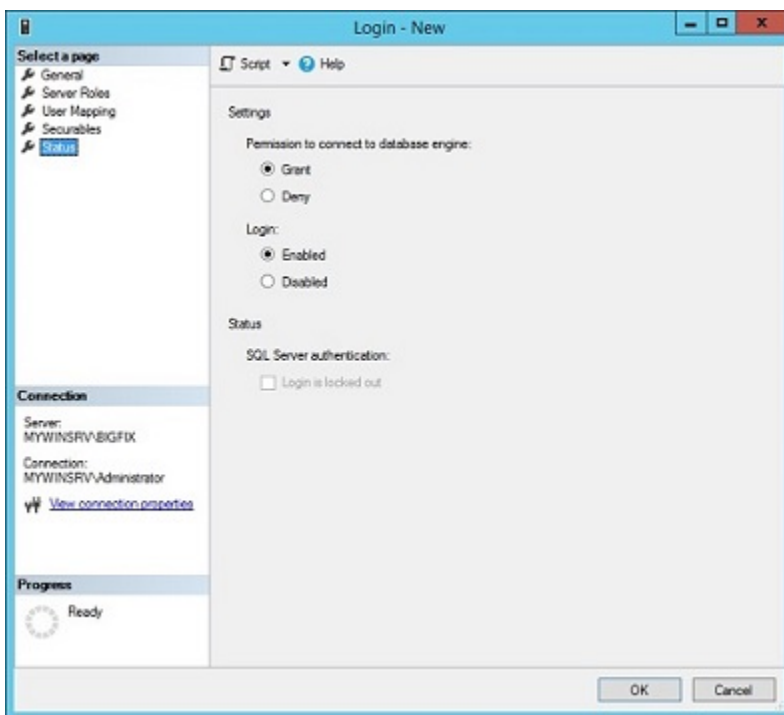 Login - New
Select a page
General
Server Roles
User Mapping
Securables
Status
Script
Help
Settings
Permission to connect to database engine:
Grant
Deny
Login:
Enabled
Disabled
Status
SQL Server authentication:
Login is locked out
Connection
Server:
MYWINSRV\BIGFIX
Connection:
MYWINSRV\Administrator
View connection properties
Progress
Ready
OK
Cancel